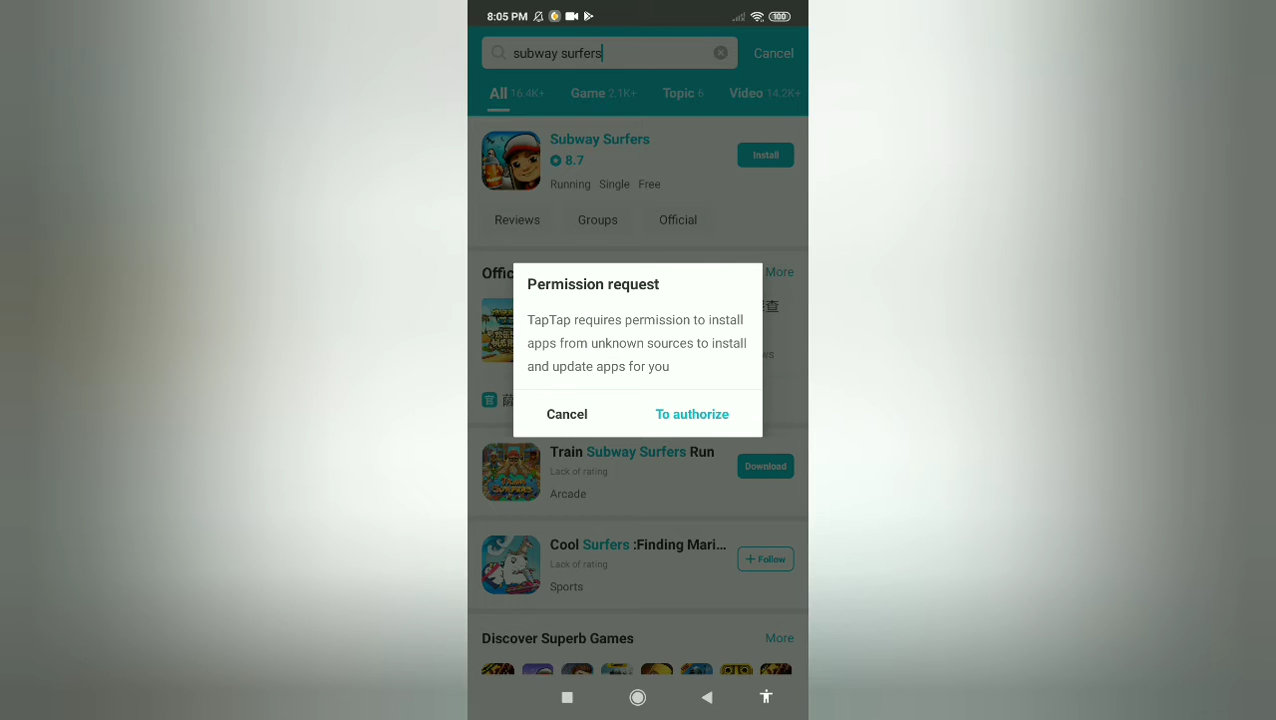 8:05 PM
100
subway surfers
Cancel
All 16.4K+ Game 2.1K+ Topic 6 Video 14.2K+
Subway Surfers
8.7
Install
Running Single Free
Reviews Groups Official
Offic
More
Permission request
TapTap requires permission to install
apps from unknown sources to install
and update apps for you
Cancel To authorize
官
Train Subway Surfers Run
Lack of rating
Download
Arcade
Cool Surfers :Finding Mari...
Lack of rating
+ Follow
Sports
Discover Superb Games
More